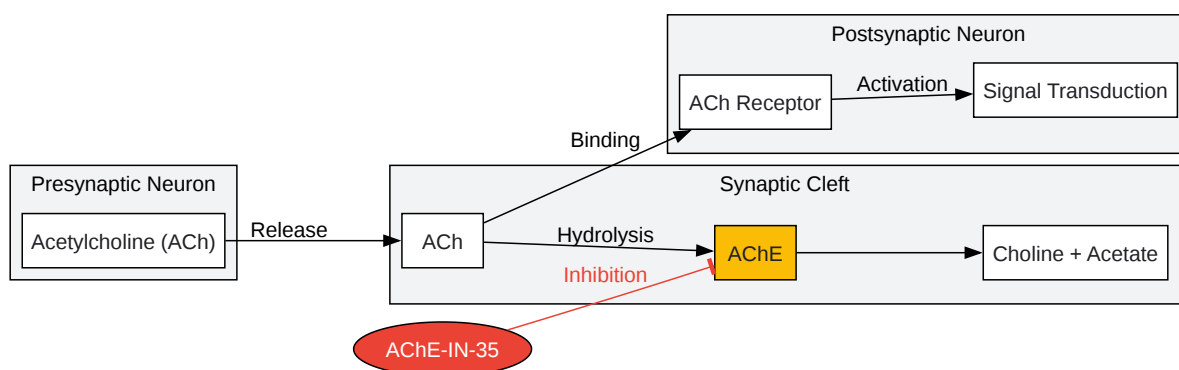 Postsynaptic Neuron
ACh Receptor
Activation
Signal Transduction
Binding
Presynaptic Neuron
Acetylcholine (ACh)
Release
Synaptic Cleft
ACh
Hydrolysis
AChE
Choline + Acetate
Inhibition
AChE-IN-35